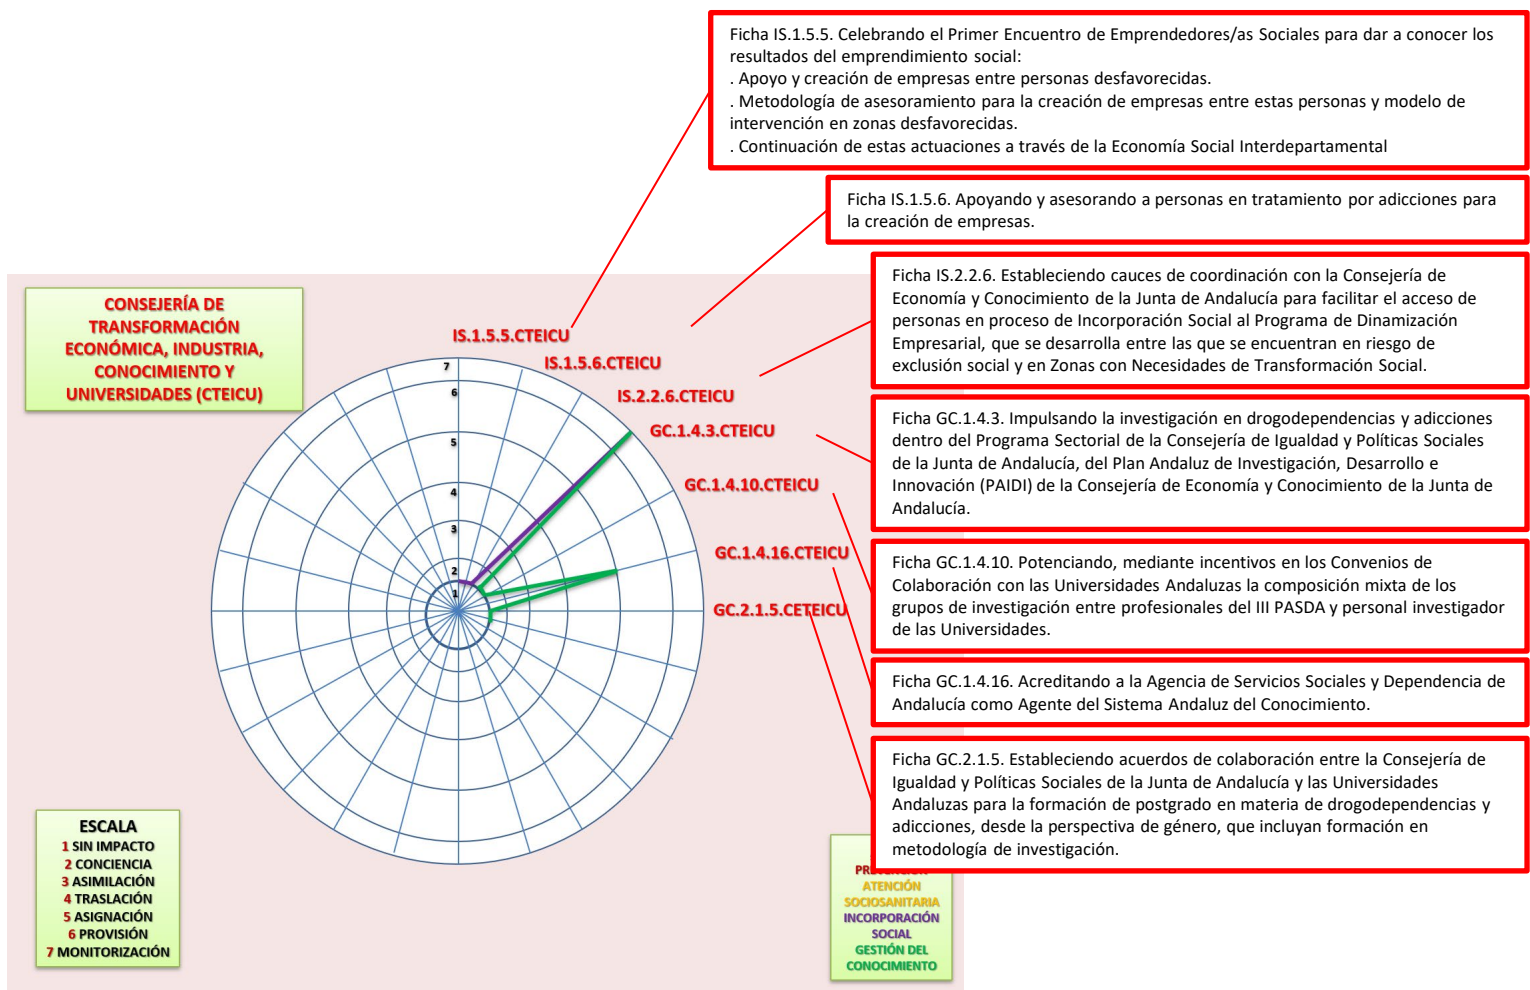 Ficha IS.1.5.5. Celebrando el Primer Encuentro de Emprendedores/as Sociales para dar a conocer los
resultados del emprendimiento social:
. Apoyo y creación de empresas entre personas desfavorecidas.
. Metodología de asesoramiento para la creación de empresas entre estas personas y modelo de
intervención en zonas desfavorecidas.
. Continuación de estas actuaciones a través de la Economía Social Interdepartamental
Ficha IS.1.5.6. Apoyando y asesorando a personas en tratamiento por adicciones para
la creación de empresas.
Ficha IS.2.2.6. Estableciendo cauces de coordinación con la Consejería de
Economía y Conocimiento de la Junta de Andalucía para facilitar el acceso de
personas en proceso de Incorporación Social al Programa de Dinamización
Empresarial, que se desarrolla entre las que se encuentran en riesgo de
exclusión social y en Zonas con Necesidades de Transformación Social.
Ficha GC.1.4.3. Impulsando la investigación en drogodependencias y adicciones
dentro del Programa Sectorial de la Consejería de Igualdad y Políticas Sociales
de la Junta de Andalucía, del Plan Andaluz de Investigación, Desarrollo e
Innovación (PAIDI) de la Consejería de Economía y Conocimiento de la Junta de
Andalucía.
Ficha GC.1.4.10. Potenciando, mediante incentivos en los Convenios de
Colaboración con las Universidades Andaluzas la composición mixta de los
grupos de investigación entre profesionales del III PASDA y personal investigador
de las Universidades.
Ficha GC.1.4.16. Acreditando a la Agencia de Servicios Sociales y Dependencia de
Andalucía como Agente del Sistema Andaluz del Conocimiento.
Ficha GC.2.1.5. Estableciendo acuerdos de colaboración entre la Consejería de
Igualdad y Políticas Sociales de la Junta de Andalucía y las Universidades
Andaluzas para la formación de postgrado en materia de drogodependencias y
adicciones, desde la perspectiva de género, que incluyan formación en
metodología de investigación.
CONSEJERÍA DE
TRANSFORMACIÓN
ECONÓMICA, INDUSTRIA,
CONOCIMIENTO Y
UNIVERSIDADES (CTEICU)
IS.1.5.5.CTEICU
IS.1.5.6.CTEICU
IS.2.2.6.CTEICU
GC.1.4.3.CTEICU
GC.1.4.10.CTEICU
GC.1.4.16.CTEICU
GC.2.1.5.CETEICU
7
6
5
4
3
2
1
ESCALA
1 SIN IMPACTO
2 CONCIENCIA
3 ASIMILACIÓN
4 TRASLACIÓN
5 ASIGNACIÓN
6 PROVISIÓN
7 MONITORIZACIÓN
ATENCIÓN
SOCIOSANITARIA
INCORPORACIÓN
SOCIAL
GESTIÓN DEL
CONOCIMIENTO